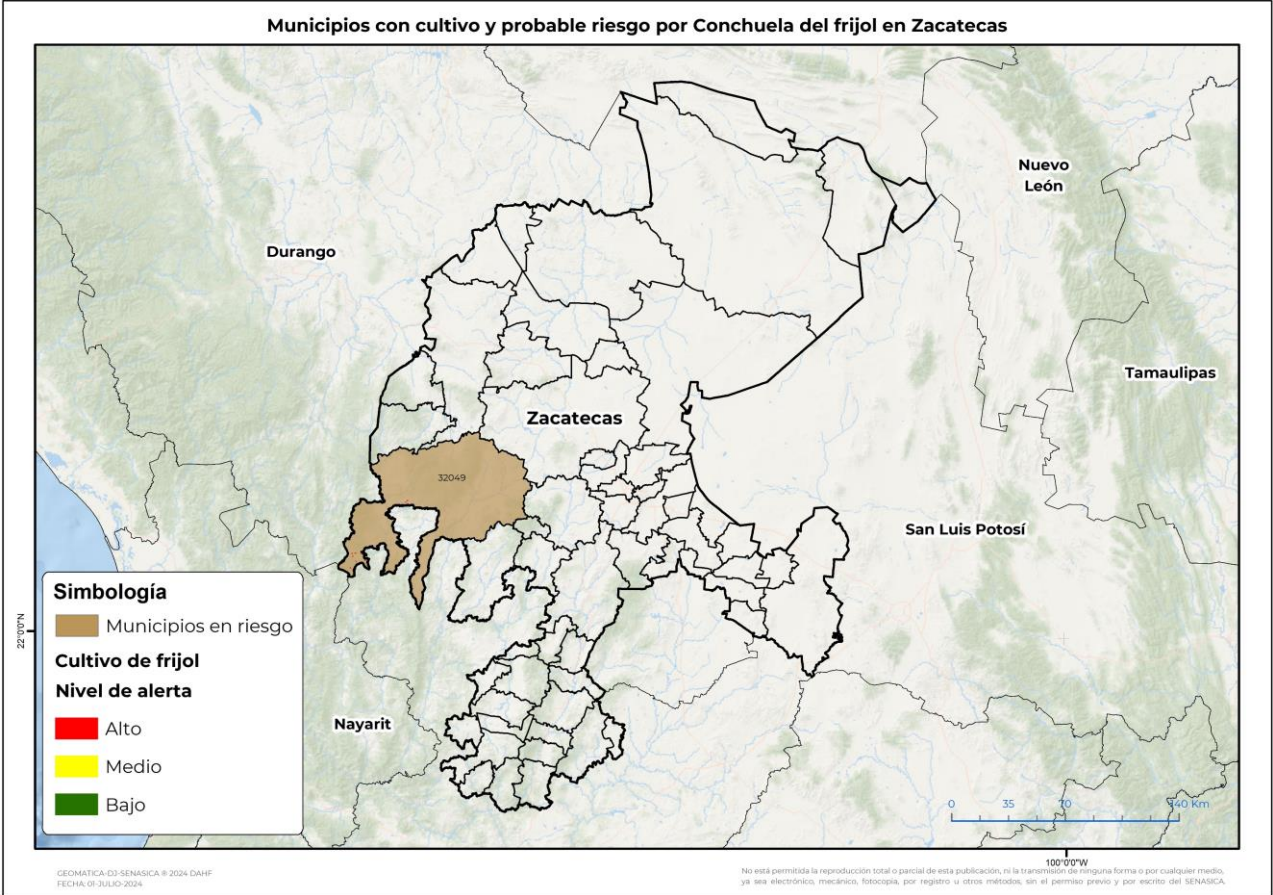 Municipios con cultivo y probable riesgo por Conchuela del frijol en Zacatecas
Nuevo
León
Durango
Tamaulipas
Zacatecas
32049
San Luis Potosí
Simbología
Municipios en riesgo
Cultivo de frijol
Nivel de alerta
Alto
Medio
Bajo
Nayarit
22°0'0"N
0 35 70 140 Km
100°0'0"W
GEOMATICA-DJ-SENASICA ® 2024 DAHF
FECHA: 01-JULIO-2024
No está permitida la reproducción total o parcial de esta publicación, ni la transmisión de ninguna forma o por cualquier medio,
ya sea electrónico, mecánico, fotocopia, por registro u otros métodos, sin el permiso previo y por escrito del SENASICA.